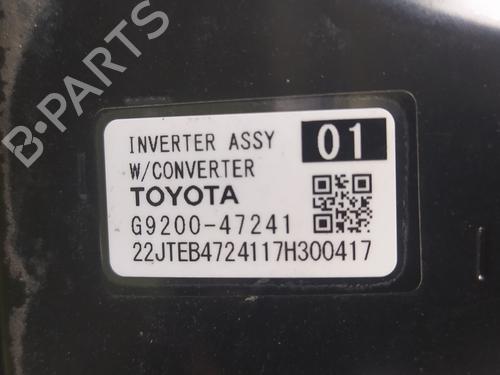 B-PARTS
INVERTER ASSY 01
W/CONVERTER
TOYOTA
G9200-47241
22JTEB4724117H300417